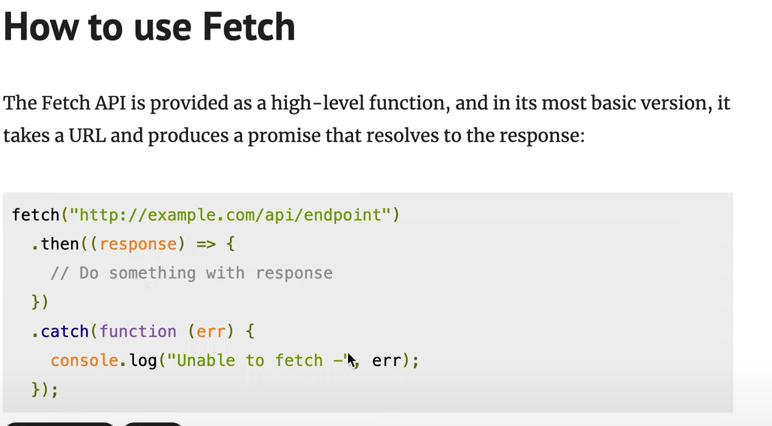 How to use Fetch
The Fetch API is provided as a high-level function, and in its most basic version, it
takes a URL and produces a promise that resolves to the response:
fetch("http://example.com/api/endpoint")
  .then((response) => {
    // Do something with response
  })
  .catch(function (err) {
    console.log("Unable to fetch -", err);
  });